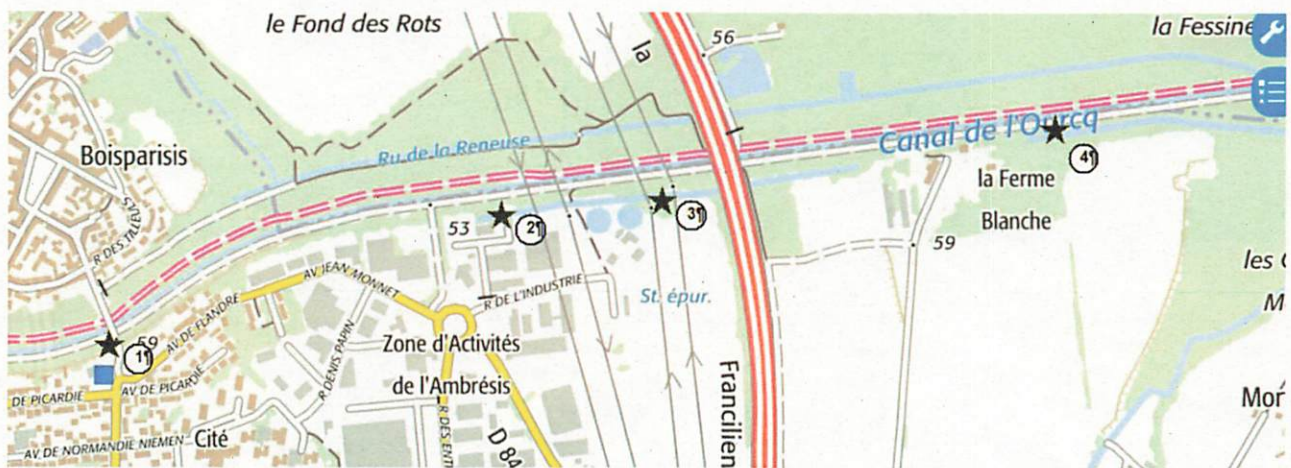 le Fond des Rots
la
56
la Fessine
Boisparisis
Ru de la Reneuse
Canal de l'Ourcq
4¶
la Ferme
Blanche
R DES TILLEULS
53
2¶
3¶
59
AV JEAN MONNET
R DE L'INDUSTRIE
St. épur.
les
M
59
1¶
AV DE FLANDRE
R DENIS PAPIN
Zone d'Activités
de l'Ambrésis
Francilien
DE PICARDIE
AV DE PICARDIE
R DES ENT
D 84
AV DE NORMANDIE NIEMEN
Cité
Mor